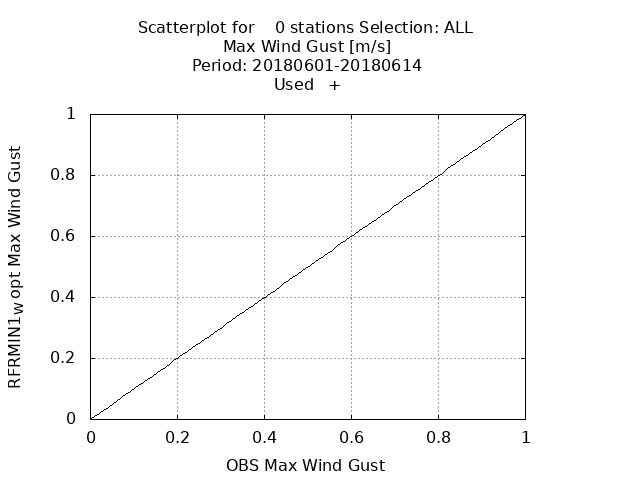 Scatterplot for    0 stations Selection: ALL
Max Wind Gust [m/s]
Period: 20180601-20180614
Used   +
1
0.8
0.6
0.4
0.2
0
RFRMIN1w opt Max Wind Gust
0 0.2 0.4 0.6 0.8 1
OBS Max Wind Gust